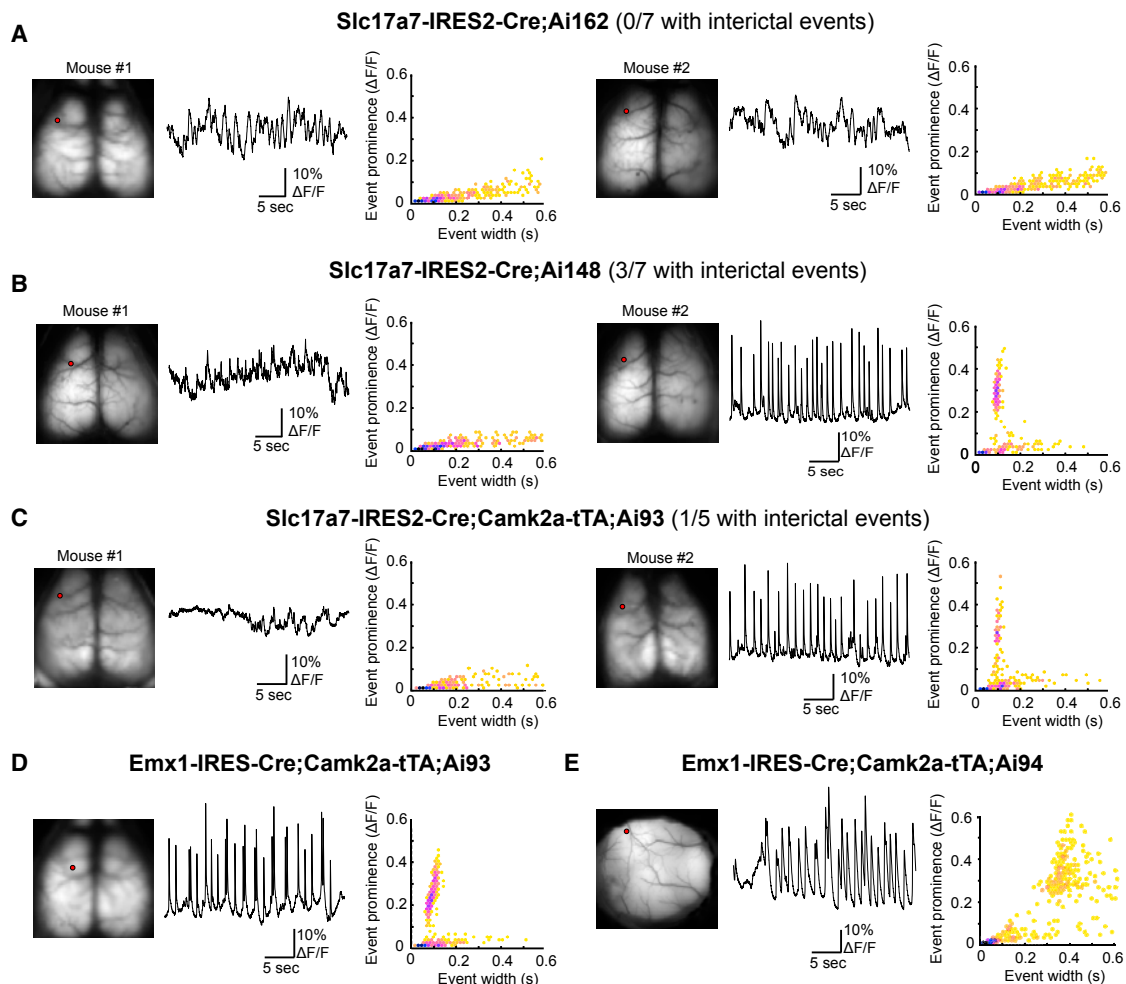 A
Slc17a7-IRES2-Cre;Ai162 (0/7 with interictal events)
Mouse #1
10%
ΔF/F
5 sec
Event prominence (ΔF/F)
0.6
0.4
0.2
0
0 0.2 0.4 0.6
Event width (s)
Mouse #2
10%
ΔF/F
5 sec
Event prominence (ΔF/F)
0.6
0.4
0.2
0
0 0.2 0.4 0.6
Event width (s)
B
Slc17a7-IRES2-Cre;Ai148 (3/7 with interictal events)
Mouse #1
10%
ΔF/F
5 sec
Event prominence (ΔF/F)
0.6
0.4
0.2
0
0 0.2 0.4 0.6
Event width (s)
Mouse #2
10%
ΔF/F
5 sec
Event prominence (ΔF/F)
0.6
0.4
0.2
0
0 0.2 0.4 0.6
Event width (s)
C
Slc17a7-IRES2-Cre;Camk2a-tTA;Ai93 (1/5 with interictal events)
Mouse #1
10%
ΔF/F
5 sec
Event prominence (ΔF/F)
0.6
0.4
0.2
0
0 0.2 0.4 0.6
Event width (s)
Mouse #2
10%
ΔF/F
5 sec
Event prominence (ΔF/F)
0.6
0.4
0.2
0
0 0.2 0.4 0.6
Event width (s)
D
Emx1-IRES-Cre;Camk2a-tTA;Ai93
10%
ΔF/F
5 sec
Event prominence (ΔF/F)
0.6
0.4
0.2
0
0 0.2 0.4 0.6
Event width (s)
E
Emx1-IRES-Cre;Camk2a-tTA;Ai94
10%
ΔF/F
5 sec
Event prominence (ΔF/F)
0.6
0.4
0.2
0
0 0.2 0.4 0.6
Event width (s)